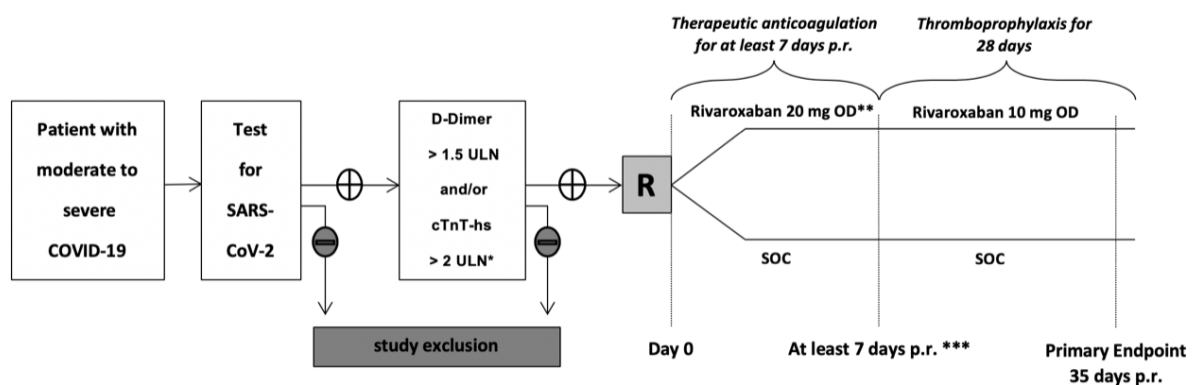 Therapeutic anticoagulation
for at least 7 days p.r.
Thromboprophylaxis for
28 days
Patient with
moderate to
severe
COVID-19
Test
for
SARS-
CoV-2
D-Dimer
> 1.5 ULN
and/or
cTnT-hs
> 2 ULN*
R
Rivaroxaban 20 mg OD**
Rivaroxaban 10 mg OD
SOC
SOC
study exclusion
Day 0
At least 7 days p.r. ***
Primary Endpoint
35 days p.r.